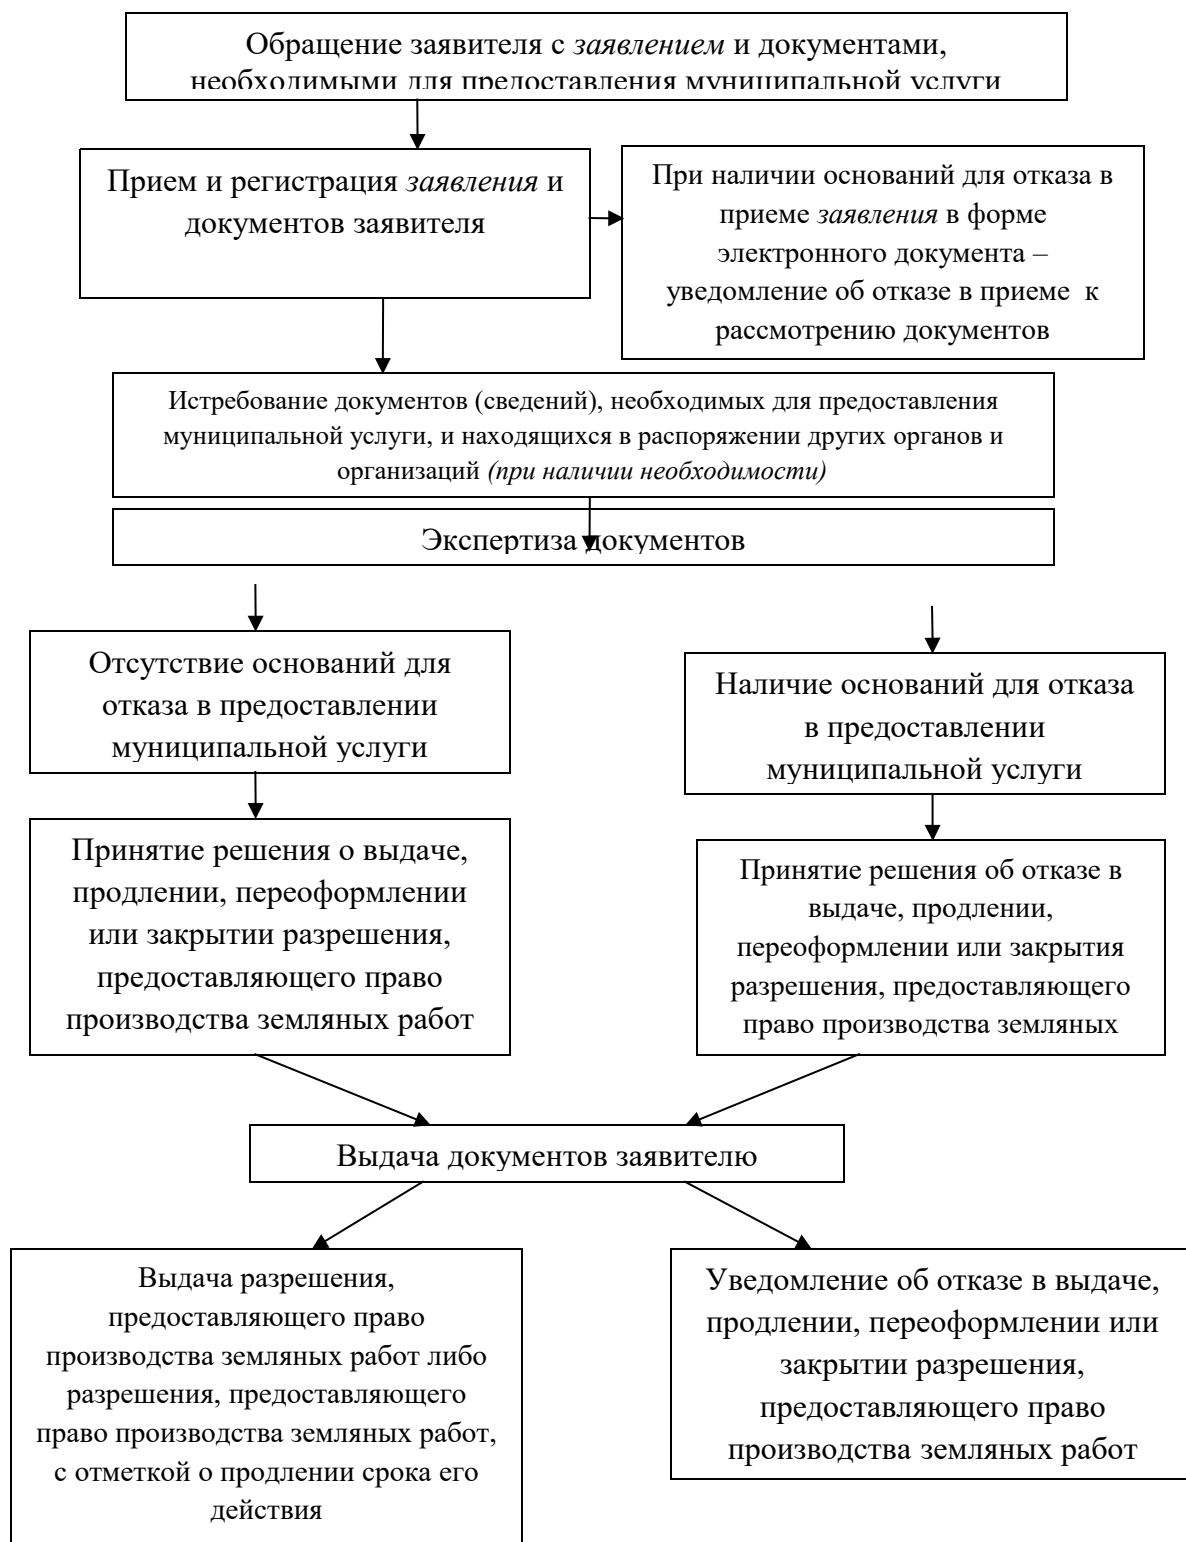 Обращение заявителя с заявлением и документами,
необходимыми для предоставления муниципальной услуги
Прием и регистрация заявления и
документов заявителя
При наличии оснований для отказа в
приеме заявления в форме
электронного документа –
уведомление об отказе в приеме к
рассмотрению документов
Истребование документов (сведений), необходимых для предоставления
муниципальной услуги, и находящихся в распоряжении других органов и
организаций (при наличии необходимости)
Экспертиза документов
Отсутствие оснований для
отказа в предоставлении
муниципальной услуги
Наличие оснований для отказа
в предоставлении
муниципальной услуги
Принятие решения о выдаче,
продлении, переоформлении
или закрытии разрешения,
предоставляющего право
производства земляных работ
Принятие решения об отказе в
выдаче, продлении,
переоформлении или закрытия
разрешения, предоставляющего
право производства земляных
Выдача документов заявителю
Выдача разрешения,
предоставляющего право
производства земляных работ либо
разрешения, предоставляющего
право производства земляных работ,
с отметкой о продлении срока его
действия
Уведомление об отказе в выдаче,
продлении, переоформлении или
закрытии разрешения,
предоставляющего право
производства земляных работ